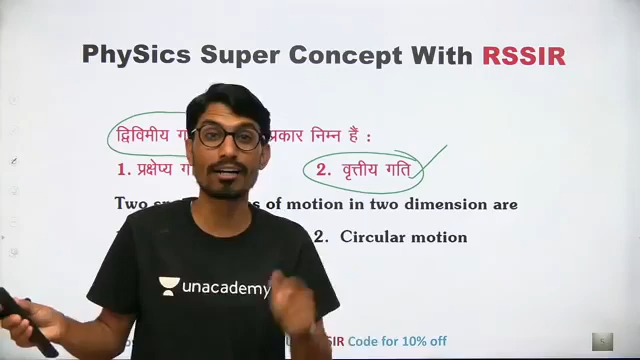 PhySics Super Concept With RSSIR
द्विविमीय प्रकार निम्न हैं :
1. प्रक्षेप्य 2. वृत्तीय गति
Two of motion in two dimension are
2. Circular motion
unacademy
Code for 10% off